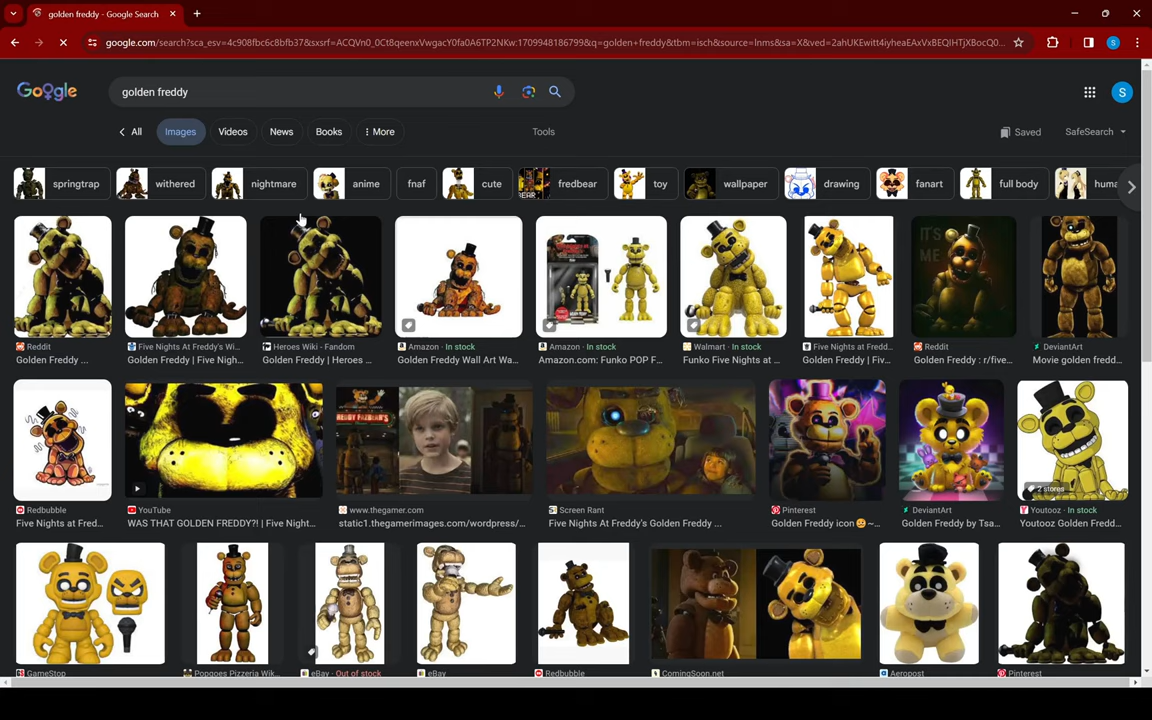 golden freddy - Google Search
google.com/search?sca_esv=4c908fbc6c8bfb37&sxsrf=ACQVn0_0Ct8qeenxVwgacY0fa0A6TP2NKw:1709948186799&q=golden+freddy&tbm=isch&source=lnms&sa=X&ved=2ahUKEwitt4iyheaEAxVxBEQIHTjXBocQ0...
S
Google
golden freddy
S
All
Images
Videos
News
Books
More
Tools
Saved
SafeSearch
springtrap
withered
nightmare
anime
fnaf
cute
fredbear
toy
wallpaper
drawing
fanart
full body
huma
IT'S
ME
Reddit
Five Nights At Freddy's Wi...
Heroes Wiki - Fandom
Amazon · In stock
Amazon · In stock
Walmart · In stock
Five Nights at Fredd...
Reddit
DeviantArt
Golden Freddy ...
Golden Freddy | Five Nigh...
Golden Freddy | Heroes ...
Golden Freddy Wall Art Wa...
Amazon.com: Funko POP F...
Funko Five Nights at ...
Golden Freddy | Fiv...
Golden Freddy : r/five...
Movie golden fredd...
2 stores
Redbubble
YouTube
www.thegamer.com
Screen Rant
Pinterest
DeviantArt
Youtooz · In stock
Five Nights at Fred...
WAS THAT GOLDEN FREDDY?! | Five Night...
static1.thegamerimages.com/wordpress/...
Five Nights At Freddy's Golden Freddy ...
Golden Freddy icon😕~...
Golden Freddy by Tsa...
Youtooz Golden Fredd...
GameStop
Popgoes Pizzeria Wik...
eBay · Out of stock
eBay
Redbubble
ComingSoon.net
Aeropost
Pinterest